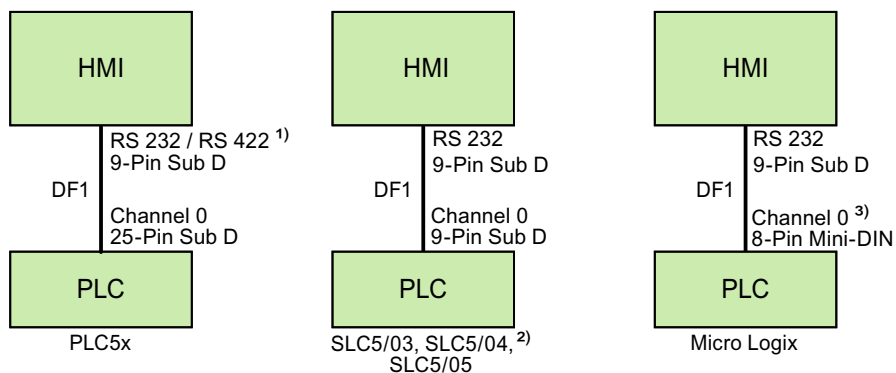 HMI
RS 232 / RS 422 ¹⁾
9-Pin Sub D
DF1
Channel 0
25-Pin Sub D
PLC
PLC5x
HMI
RS 232
9-Pin Sub D
DF1
Channel 0
9-Pin Sub D
PLC
SLC5/03, SLC5/04, ²⁾
SLC5/05
HMI
RS 232
9-Pin Sub D
DF1
Channel 0 ³⁾
8-Pin Mini-DIN
PLC
Micro Logix